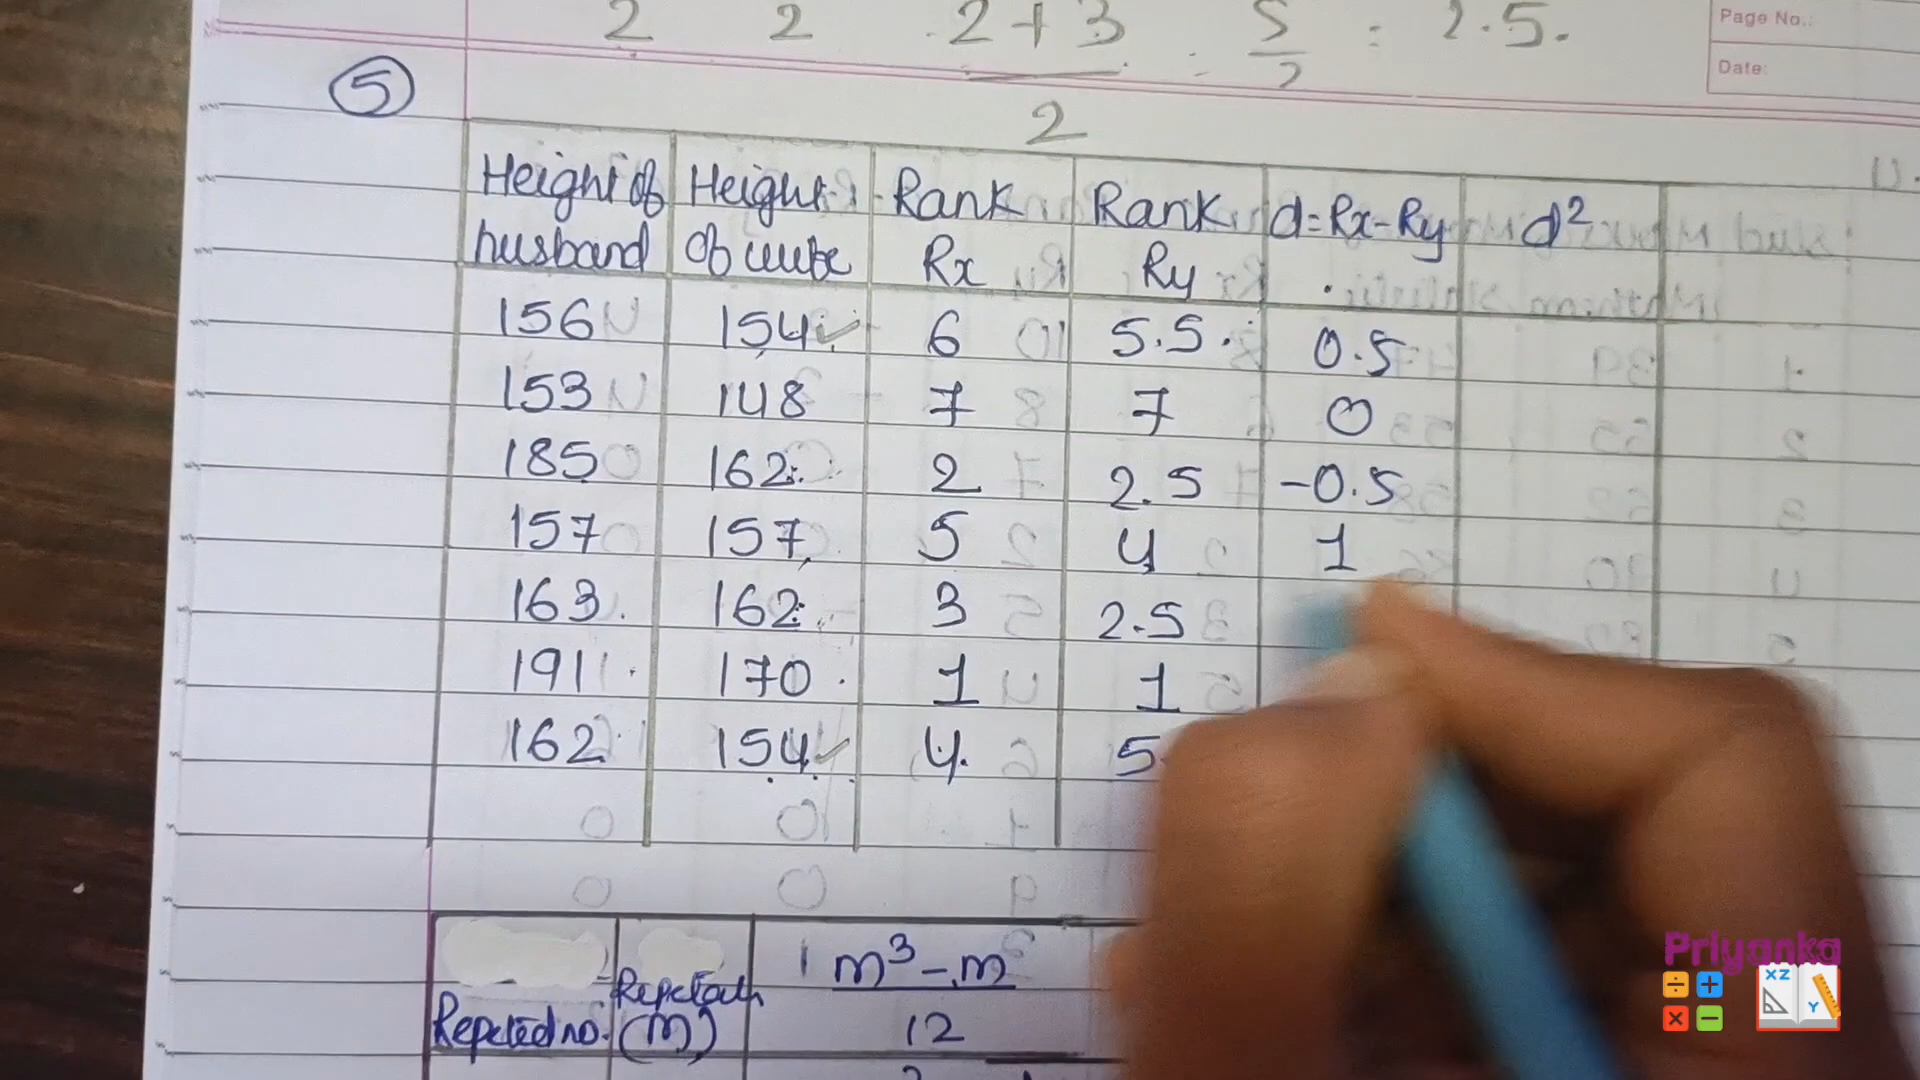 2 2 2+3 : 5 : 2.5.
2 2
Page No.:
Date:
5
Height of husband Height of wife Rank Rx Rank Ry d=Rx-Ry d2
156 154 6 5.5 0.5
153 148 7 7 0
185 162 2 2.5 -0.5
157 157 5 4 1
163 162 3 2.5
191 170 1 1
162 154 4 5
Repeted no. (m) m3-m
12
Priyanka
XZ
Y